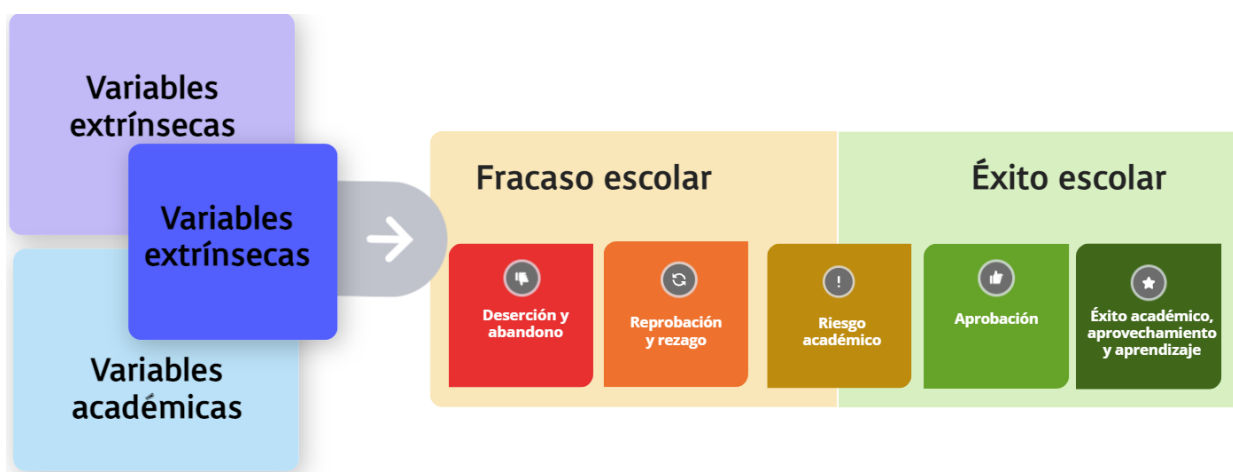 Variables
extrínsecas
Variables
extrínsecas
Variables
académicas
Fracaso escolar
Éxito escolar
Deserción y
abandono
Reprobación
y rezago
Riesgo
académico
Aprobación
Éxito académico,
aprovechamiento
y aprendizaje